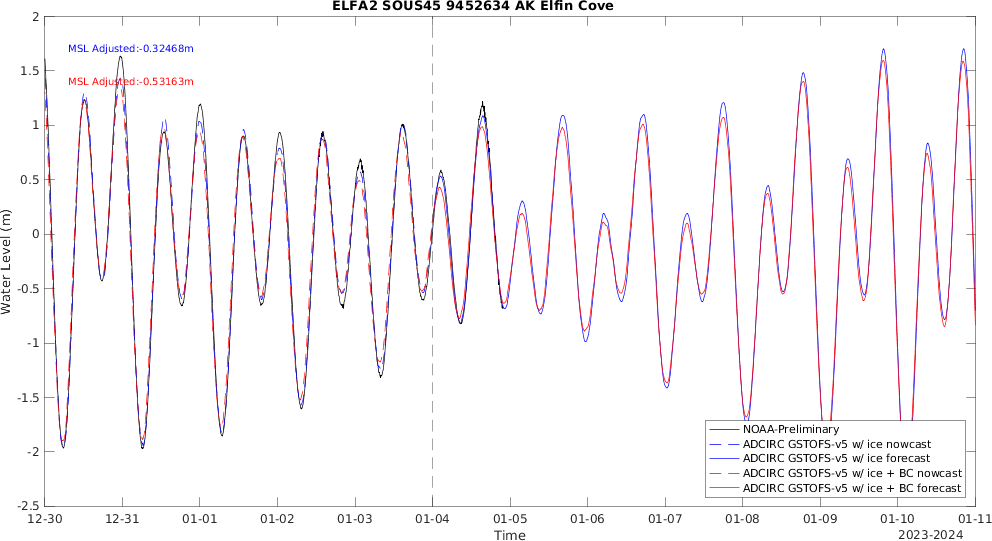 ELFA2 SOUS45 9452634 AK Elfin Cove
MSL Adjusted:-0.32468m
MSL Adjusted:-0.53163m
Water Level (m)
2
1.5
1
0.5
0
-0.5
-1
-1.5
-2
-2.5
NOAA-Preliminary
ADCIRC GSTOFS-v5 w/ ice nowcast
ADCIRC GSTOFS-v5 w/ ice forecast
ADCIRC GSTOFS-v5 w/ ice + BC nowcast
ADCIRC GSTOFS-v5 w/ ice + BC forecast
12-30 12-31 01-01 01-02 01-03 01-04 01-05 01-06 01-07 01-08 01-09 01-10 01-11
Time
2023-2024